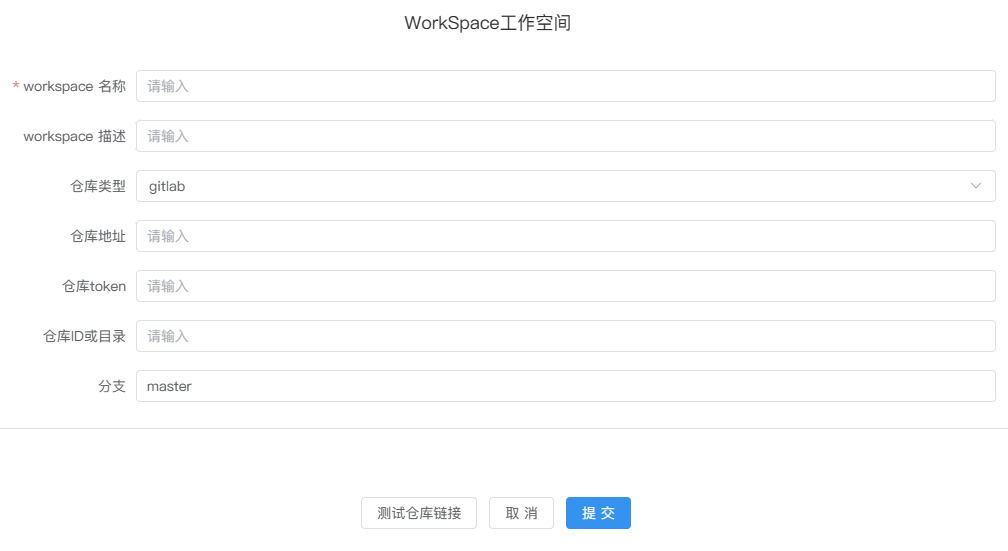 WorkSpace工作空间
* workspace 名称 请输入
workspace 描述 请输入
仓库类型 gitlab
仓库地址 请输入
仓库token 请输入
仓库ID或目录 请输入
分支 master
测试仓库链接 取 消 提 交